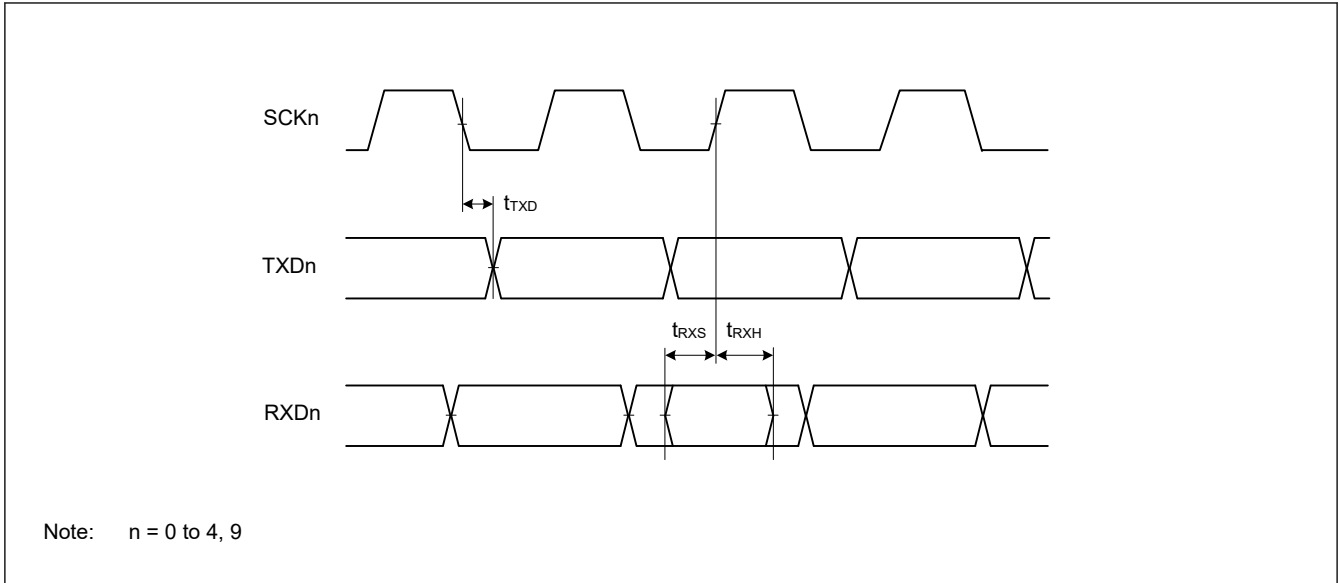 SCKn
tTXD
TXDn
tRXS tRXH
RXDn
Note: n = 0 to 4, 9